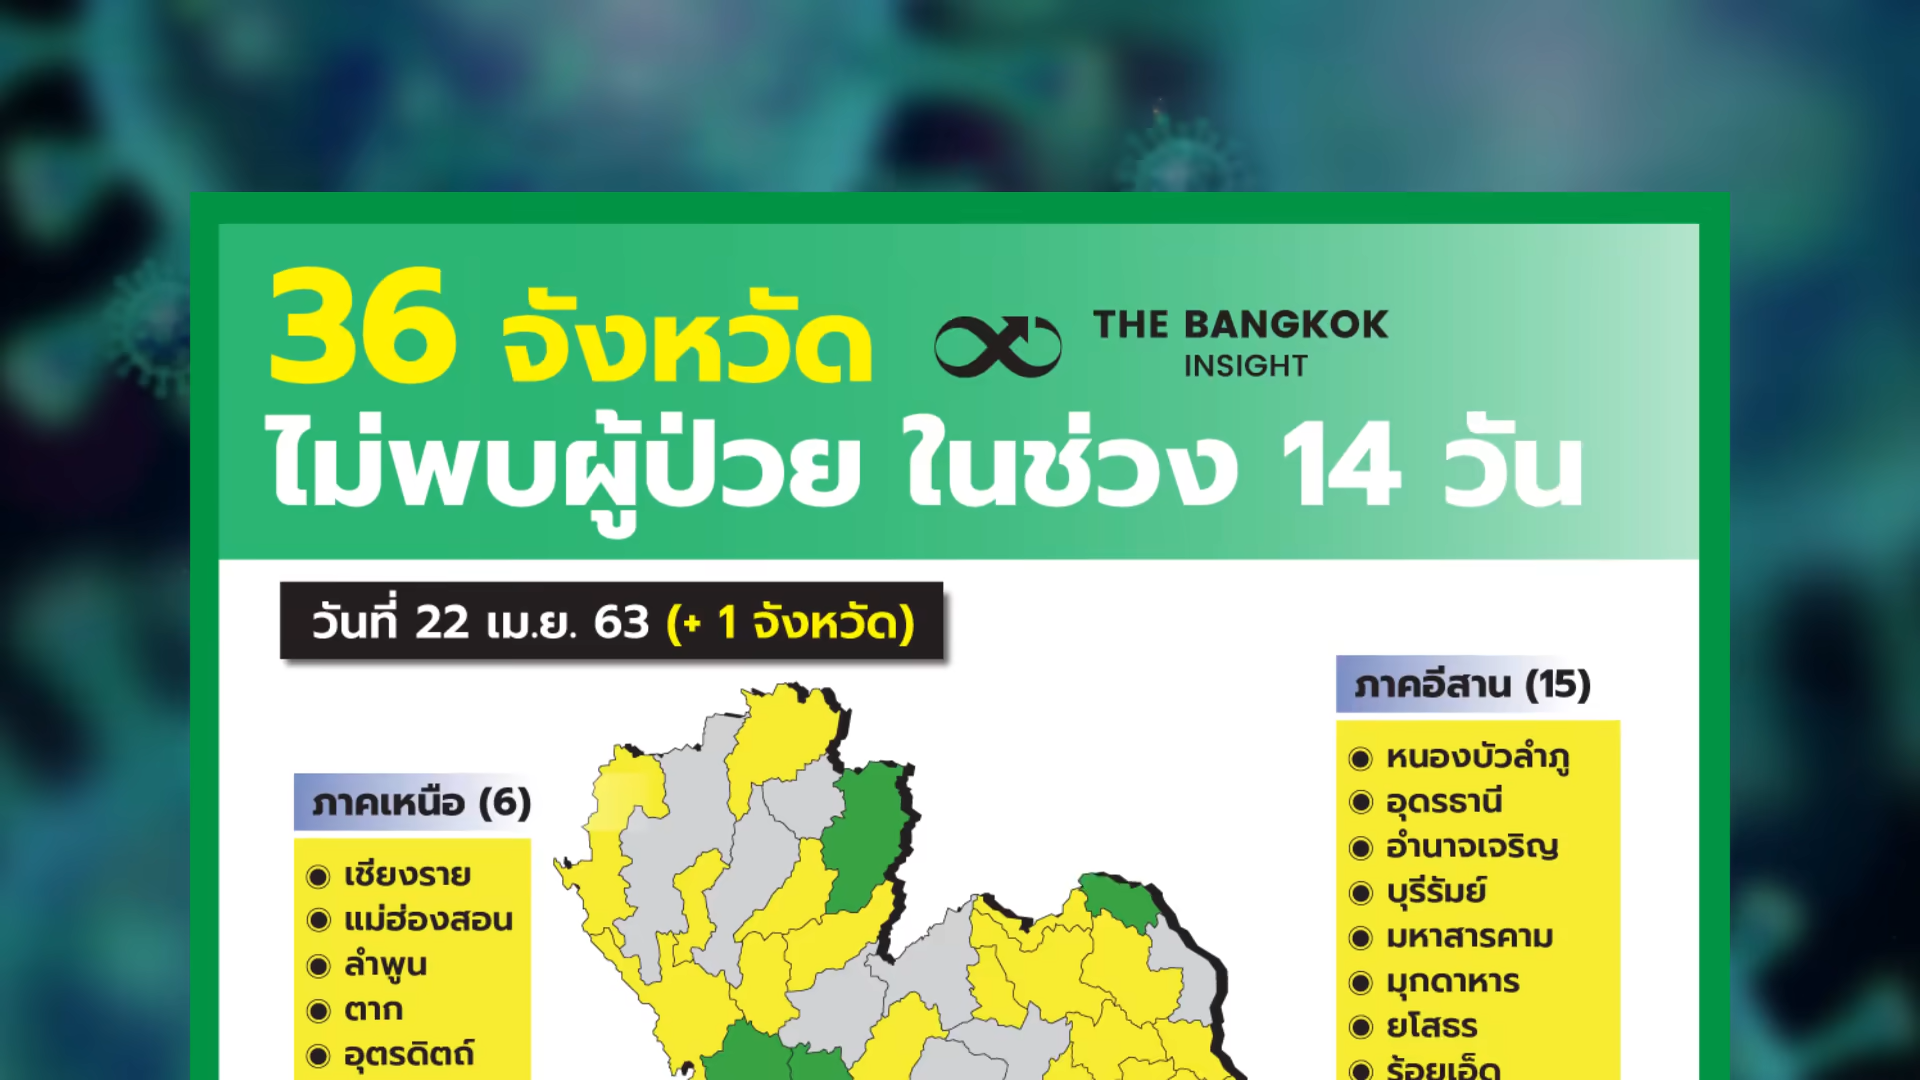 36 จังหวัด
THE BANGKOK
INSIGHT
ไม่พบผู้ป่วย ในช่วง 14 วัน
วันที่ 22 เม.ย. 63 (+ 1 จังหวัด)
ภาคเหนือ (6)
เชียงราย
แม่ฮ่องสอน
ลำพูน
ตาก
อุตรดิตถ์
ภาคอีสาน (15)
หนองบัวลำภู
อุดรธานี
อำนาจเจริญ
บุรีรัมย์
มหาสารคาม
มุกดาหาร
ยโสธร
ร้อยเอ็ด